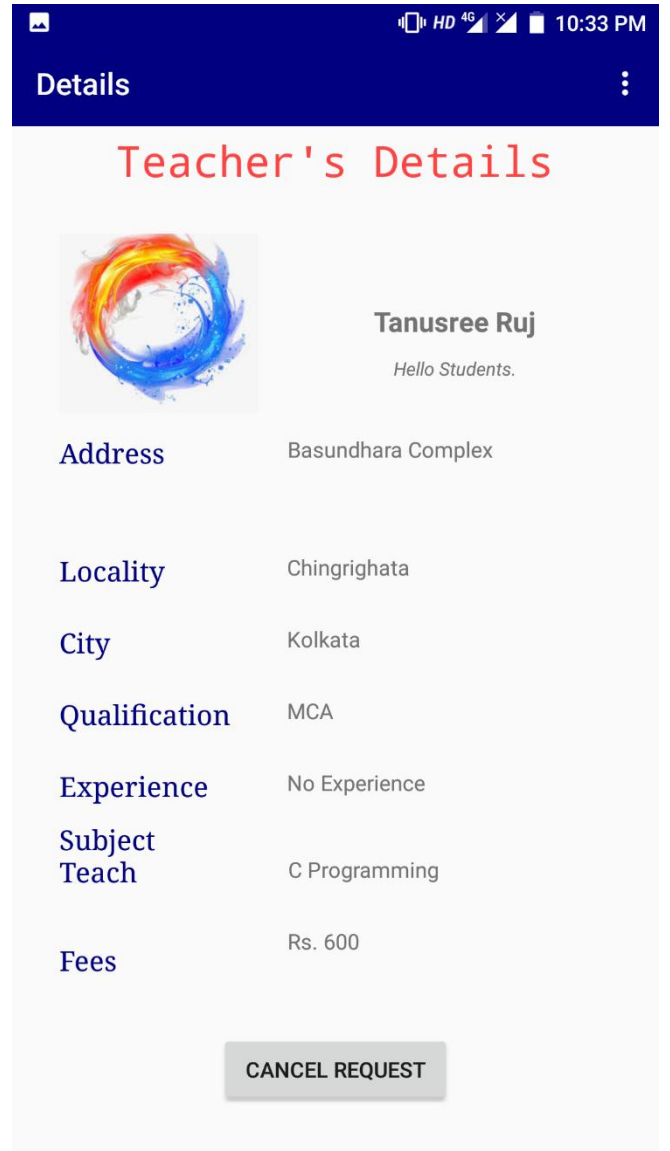 HD 4G 10:33 PM
Details
Teacher's Details
Tanusree Ruj
Hello Students.
Address Basundhara Complex
Locality Chingrighata
City Kolkata
Qualification MCA
Experience No Experience
Subject
Teach C Programming
Rs. 600
Fees
CANCEL REQUEST